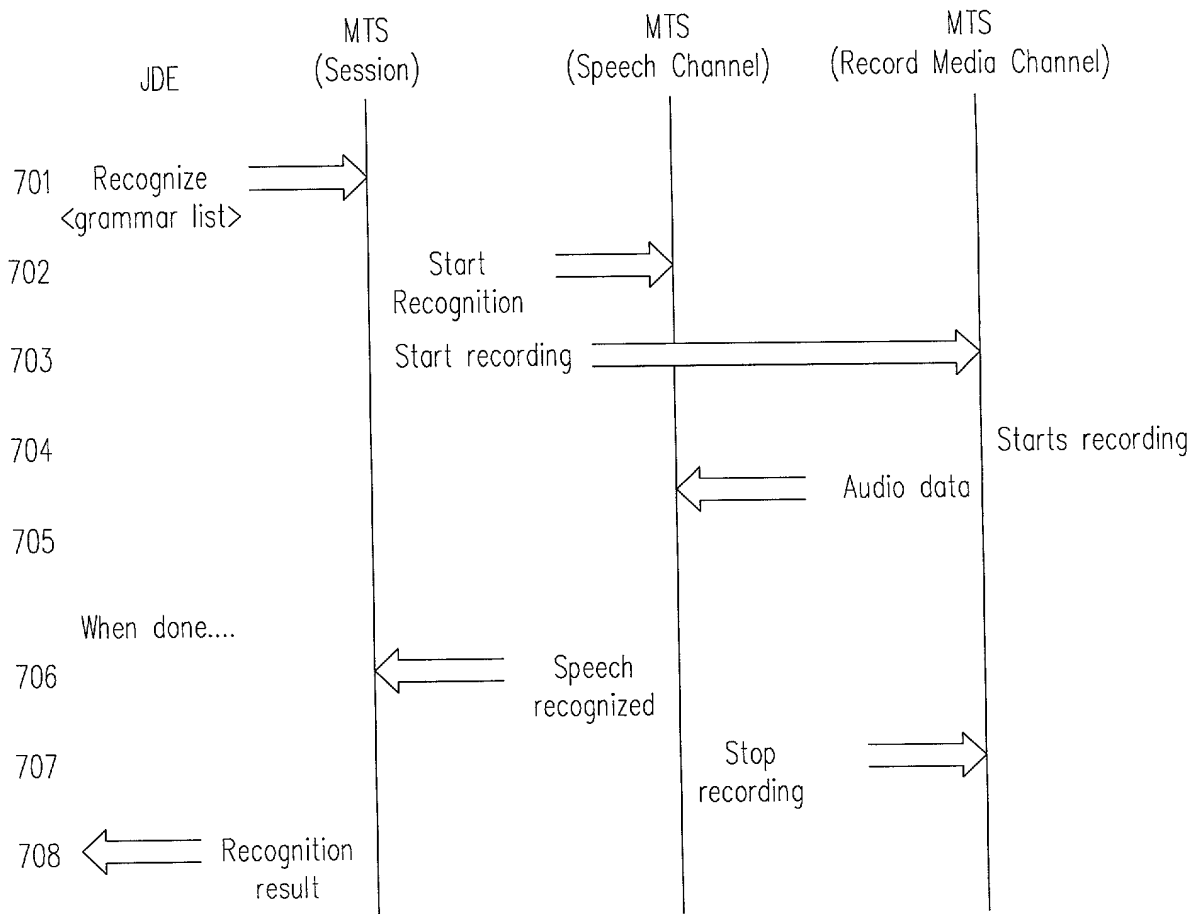 MTS
(Session)
MTS
(Speech Channel)
MTS
(Record Media Channel)
JDE
701
Recognize
<grammar list>
702
Start
Recognition
703
Start recording
704
Starts recording
Audio data
705
When done....
706
Speech
recognized
707
Stop
recording
708
Recognition
result